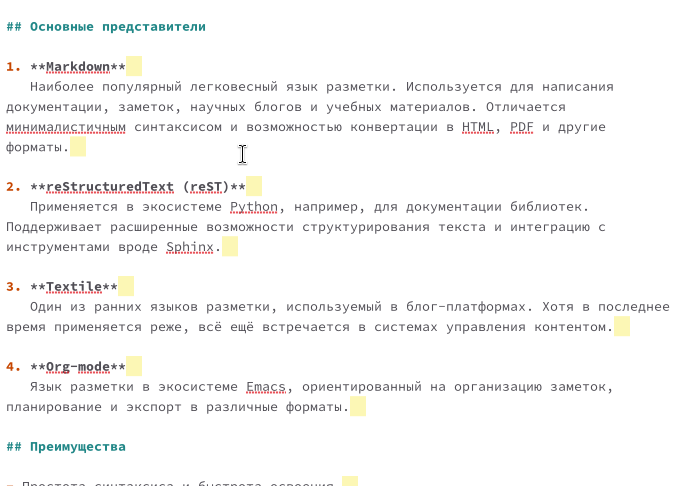 ## Основные представители
1. **Markdown**
Наиболее популярный легковесный язык разметки. Используется для написания
документации, заметок, научных блогов и учебных материалов. Отличается
минималистичным синтаксисом и возможностью конвертации в HTML, PDF и другие
форматы.
2. **reStructuredText (reST)**
Применяется в экосистеме Python, например, для документации библиотек.
Поддерживает расширенные возможности структурирования текста и интеграцию с
инструментами вроде Sphinx.
3. **Textile**
Один из ранних языков разметки, используемый в блог-платформах. Хотя в последнее
время применяется реже, всё ещё встречается в системах управления контентом.
4. **Org-mode**
Язык разметки в экосистеме Emacs, ориентированный на организацию заметок,
планирование и экспорт в различные форматы.
## Преимущества
- Простота синтаксиса и быстрота освоения.